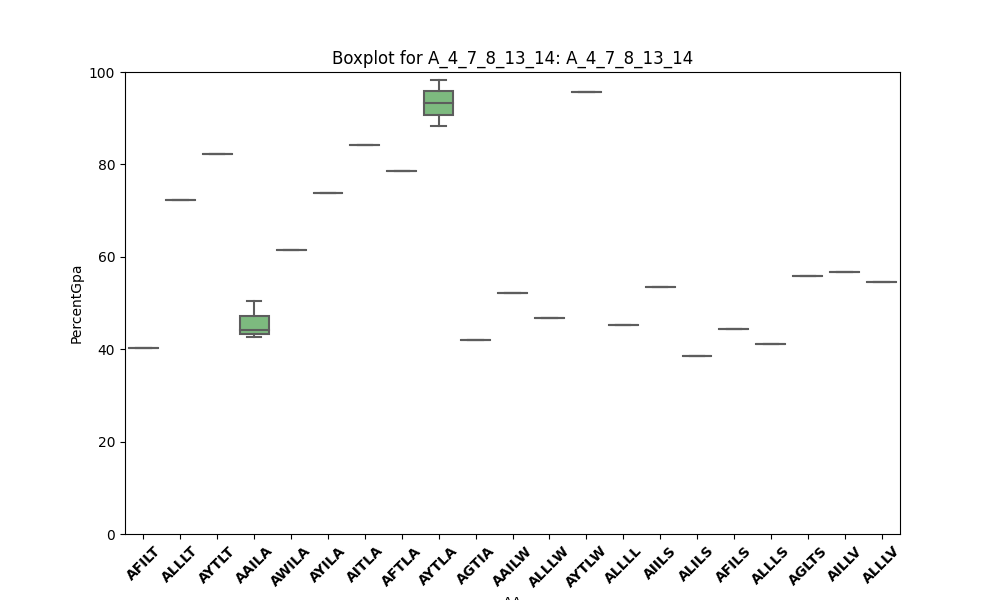 Boxplot for A_4_7_8_13_14: A_4_7_8_13_14
100
80
60
40
20
0
PercentGpa
AFILT
ALLLT
AYTLT
AAILA
AWILA
AYILA
AITLA
AFTLA
AYTLA
AGTIA
AAILW
ALLLW
AYTLW
ALLLL
AIILS
ALILS
AFILS
ALLLS
AGLTS
AILLV
ALLLV